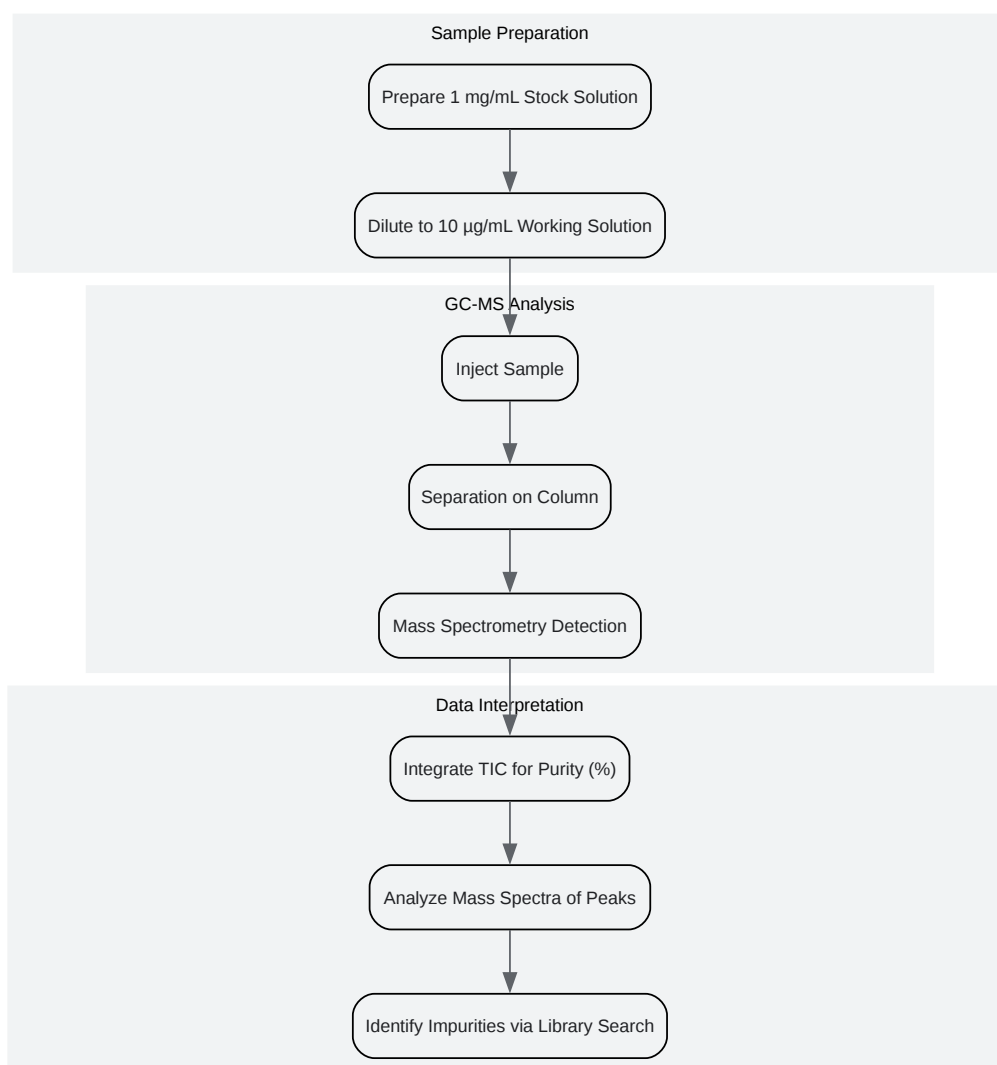 Sample Preparation
Prepare 1 mg/mL Stock Solution
Dilute to 10 µg/mL Working Solution
GC-MS Analysis
Inject Sample
Separation on Column
Mass Spectrometry Detection
Data Interpretation
Integrate TIC for Purity (%)
Analyze Mass Spectra of Peaks
Identify Impurities via Library Search